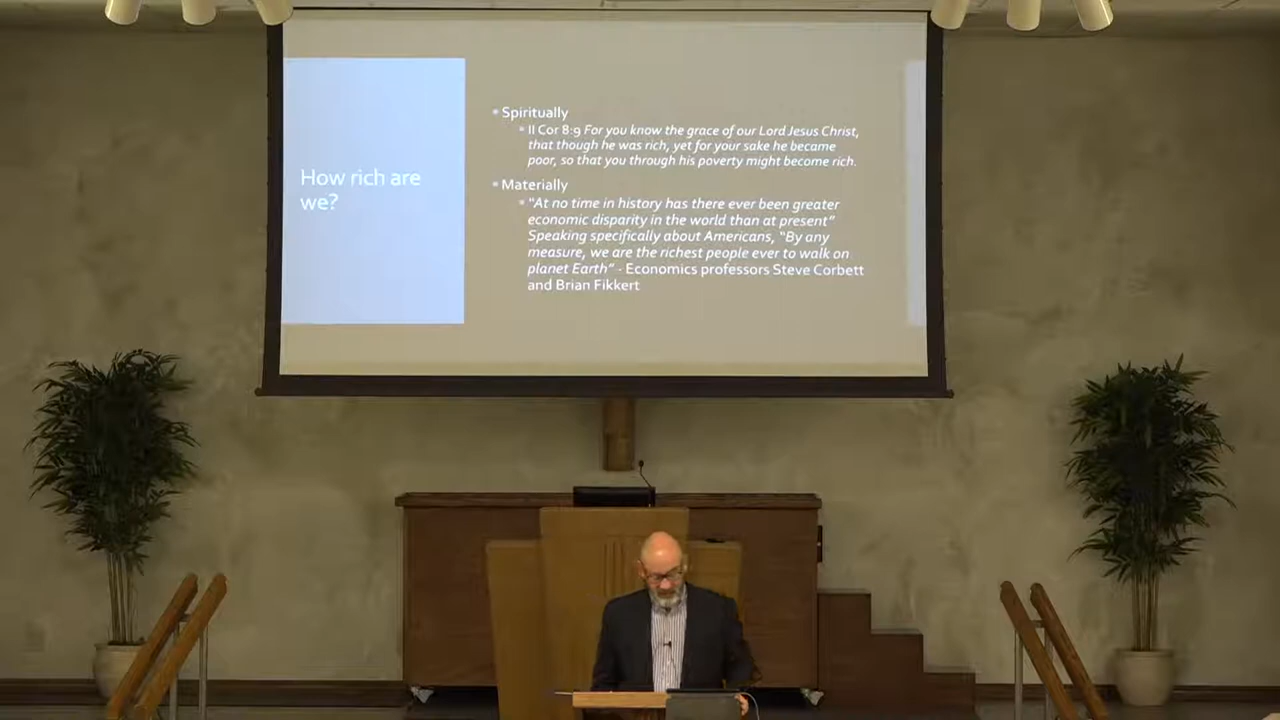 How rich are
we?
Spiritually
II Cor 8:9 For you know the grace of our Lord Jesus Christ,
that though he was rich, yet for your sake he became
poor, so that you through his poverty might become rich.
Materially
"At no time in history has there ever been greater
economic disparity in the world than at present"
Speaking specifically about Americans, "By any
measure, we are the richest people ever to walk on
planet Earth" - Economics professors Steve Corbett
and Brian Fikkert